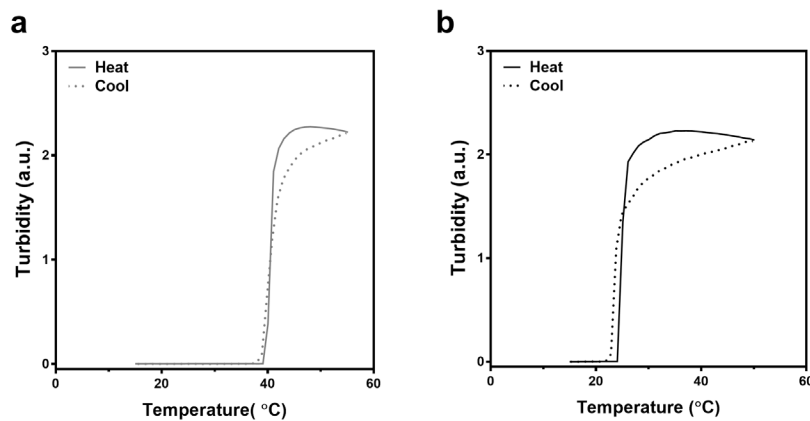 a
3
Heat
Cool
2
1
0
0
20
40
60
Turbidity (a.u.)
Temperature( °C)
b
3
Heat
Cool
2
1
0
0
20
40
60
Turbidity (a.u.)
Temperature (°C)